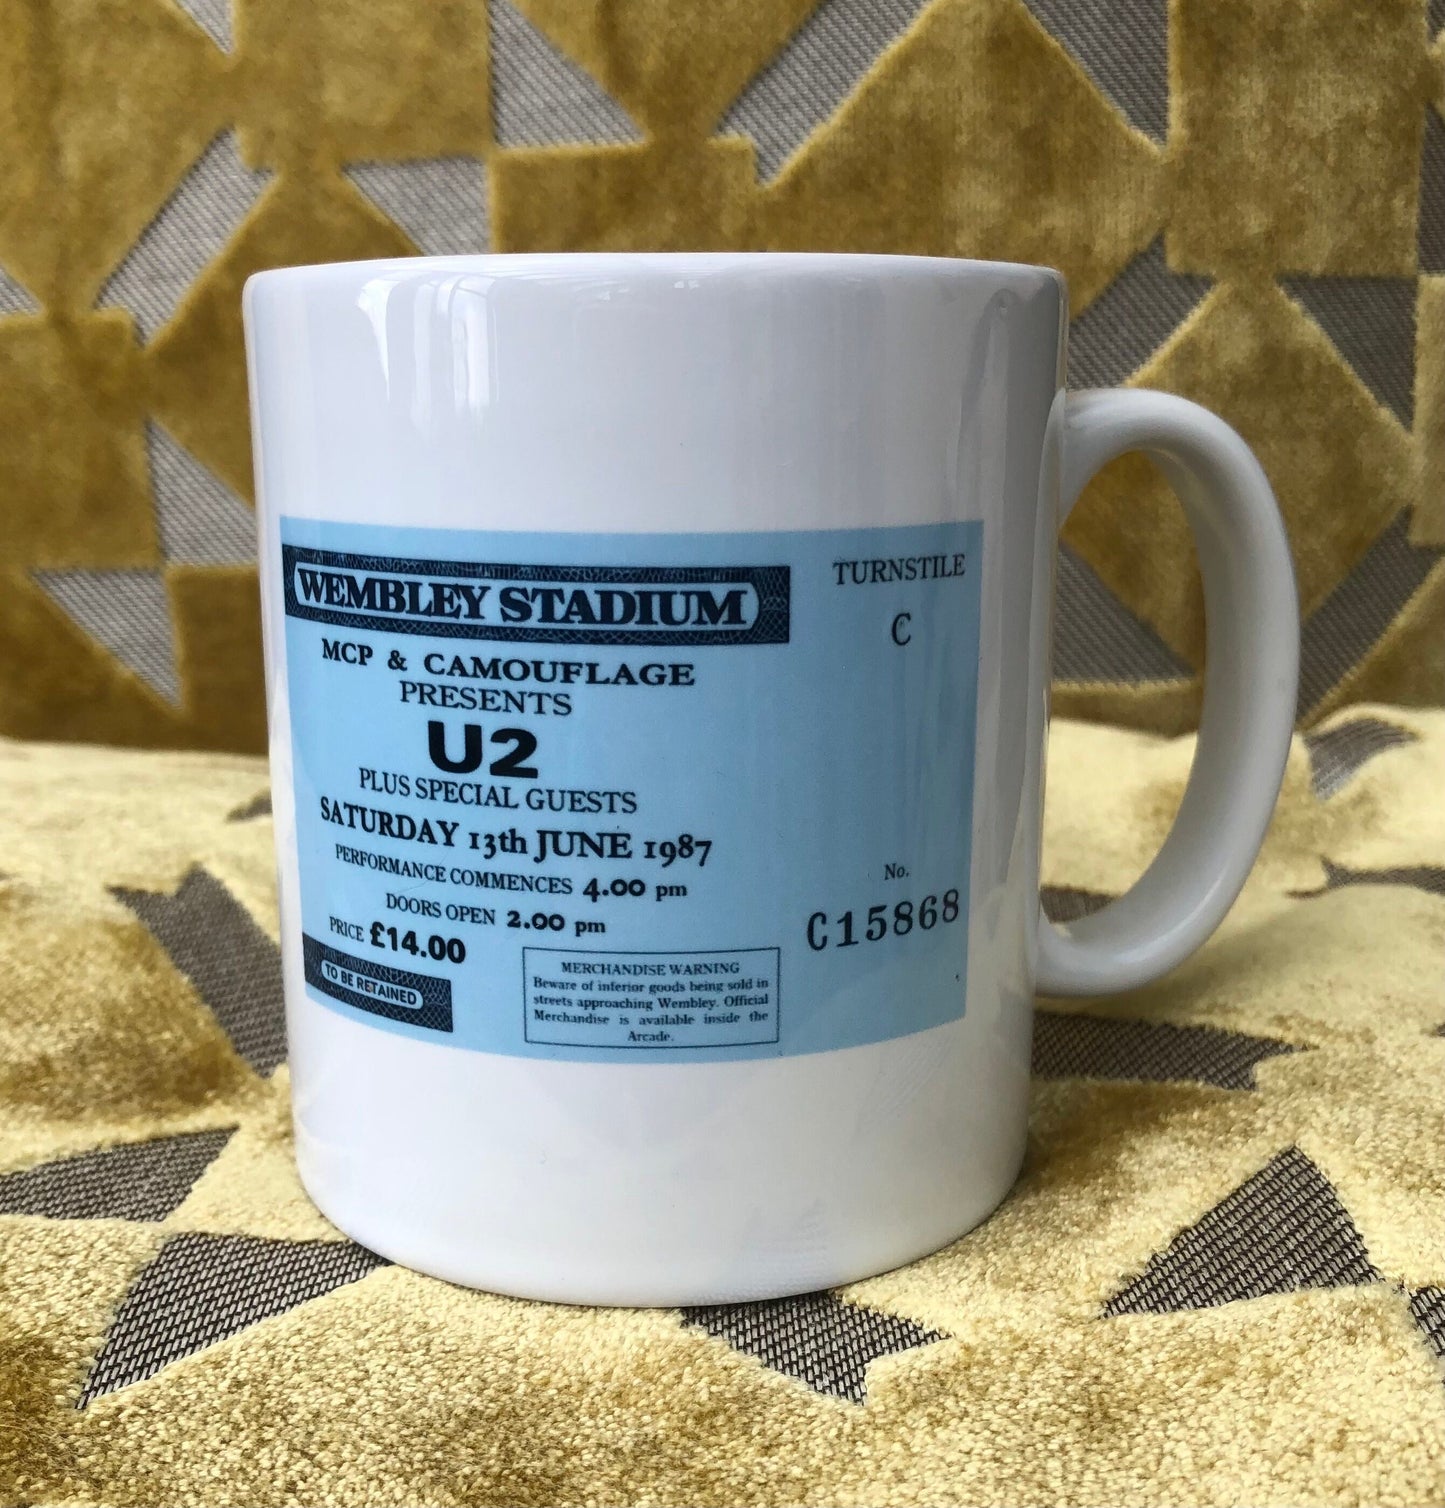 WEMBLEY STADIUM
MCP & CAMOUFLAGE
PRESENTS
U2
PLUS SPECIAL GUESTS
SATURDAY 13th JUNE 1987
PERFORMANCE COMMENCES 4.00 pm
DOORS OPEN 2.00 pm
PRICE £14.00
TO BE RETAINED
MERCHANDISE WARNING
Beware of inferior goods being sold in
streets approaching Wembley. Official
Merchandise is available inside the
Arcade.
TURNSTILE
C
No.
C15868